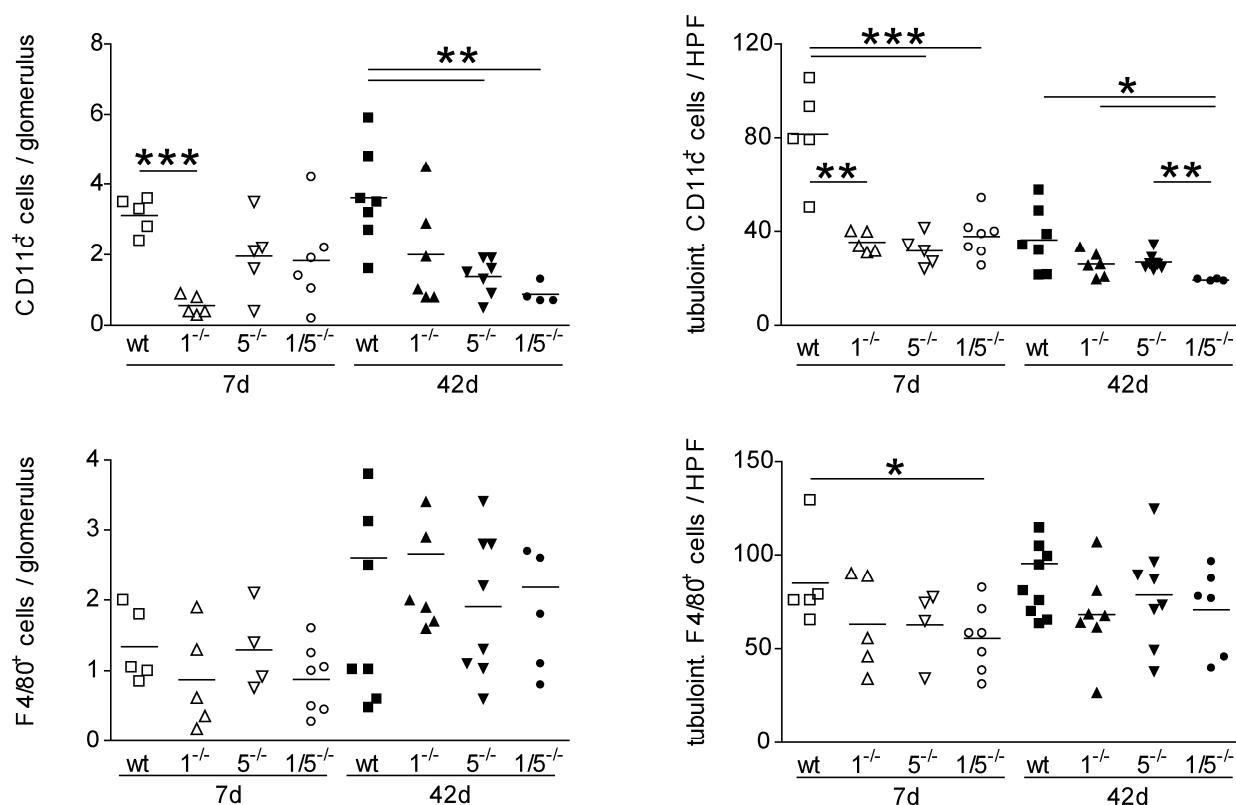 CD11c+ cells / glomerulus
8
6
4
2
0
***
**
wt 1-/- 5-/- 1/5-/- wt 1-/- 5-/- 1/5-/-
7d 42d
tubuloint. CD11c+ cells / HPF
120
80
40
0
***
**
*
**
wt 1-/- 5-/- 1/5-/- wt 1-/- 5-/- 1/5-/-
7d 42d
F4/80+ cells / glomerulus
4
3
2
1
0
wt 1-/- 5-/- 1/5-/- wt 1-/- 5-/- 1/5-/-
7d 42d
tubuloint. F4/80+ cells / HPF
150
100
50
0
*
wt 1-/- 5-/- 1/5-/- wt 1-/- 5-/- 1/5-/-
7d 42d